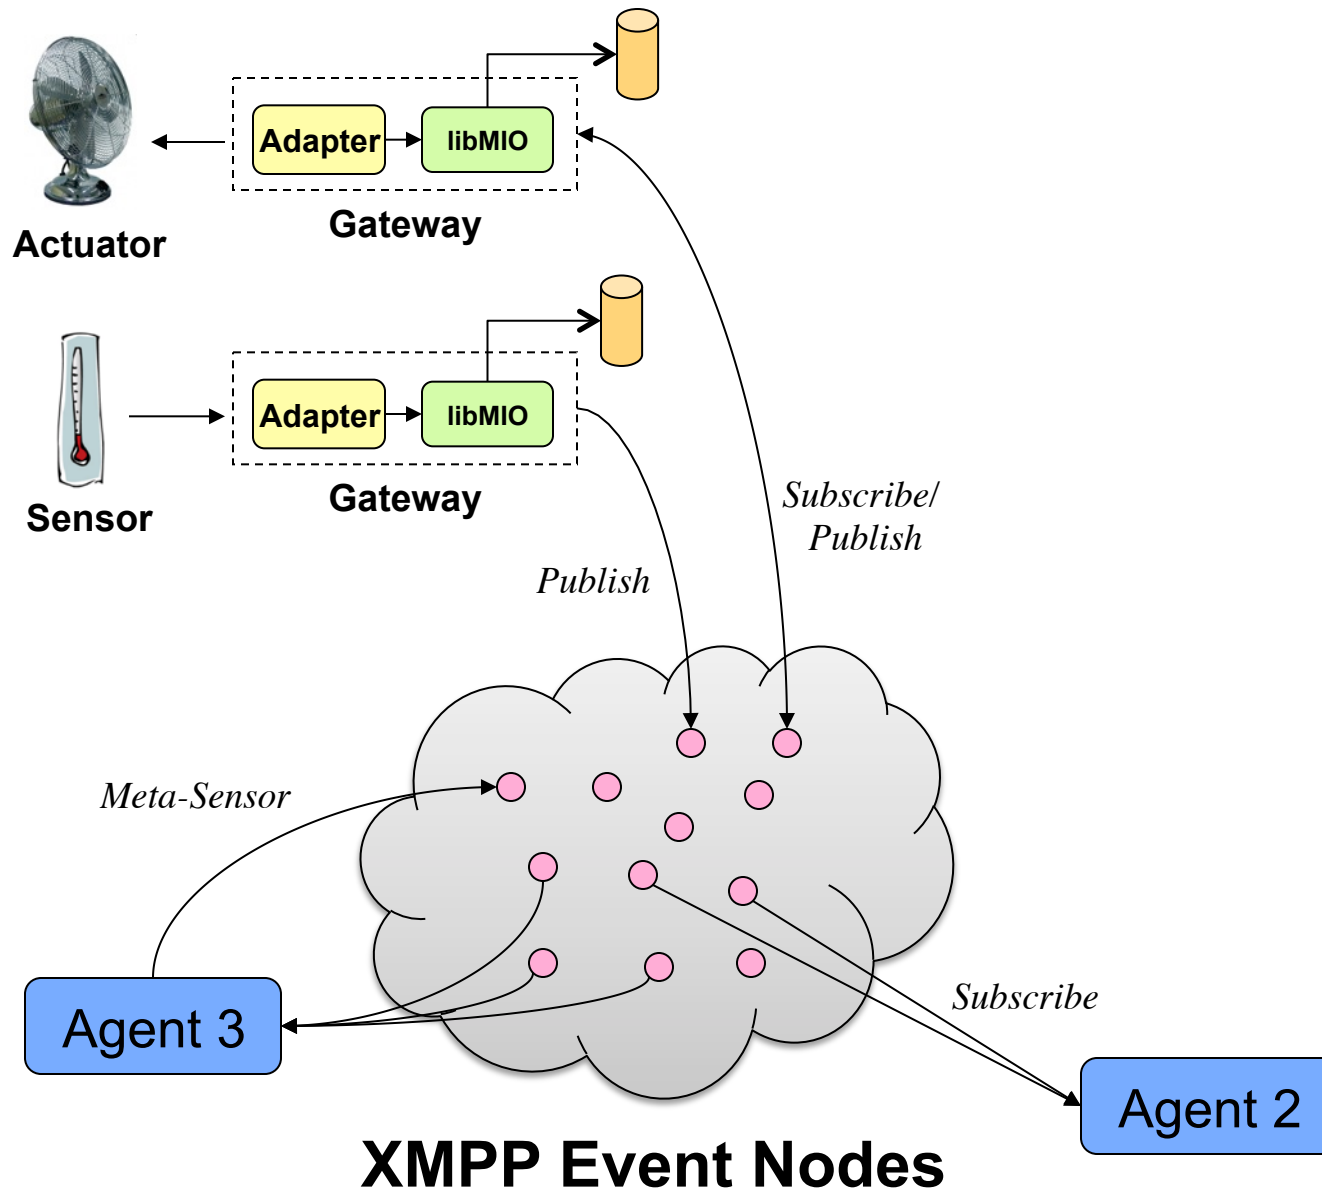 Adapter
libMIO
Gateway
Actuator
Adapter
libMIO
Gateway
Sensor
Subscribe/
Publish
Publish
Meta-Sensor
Subscribe
Agent 3
Agent 2
XMPP Event Nodes